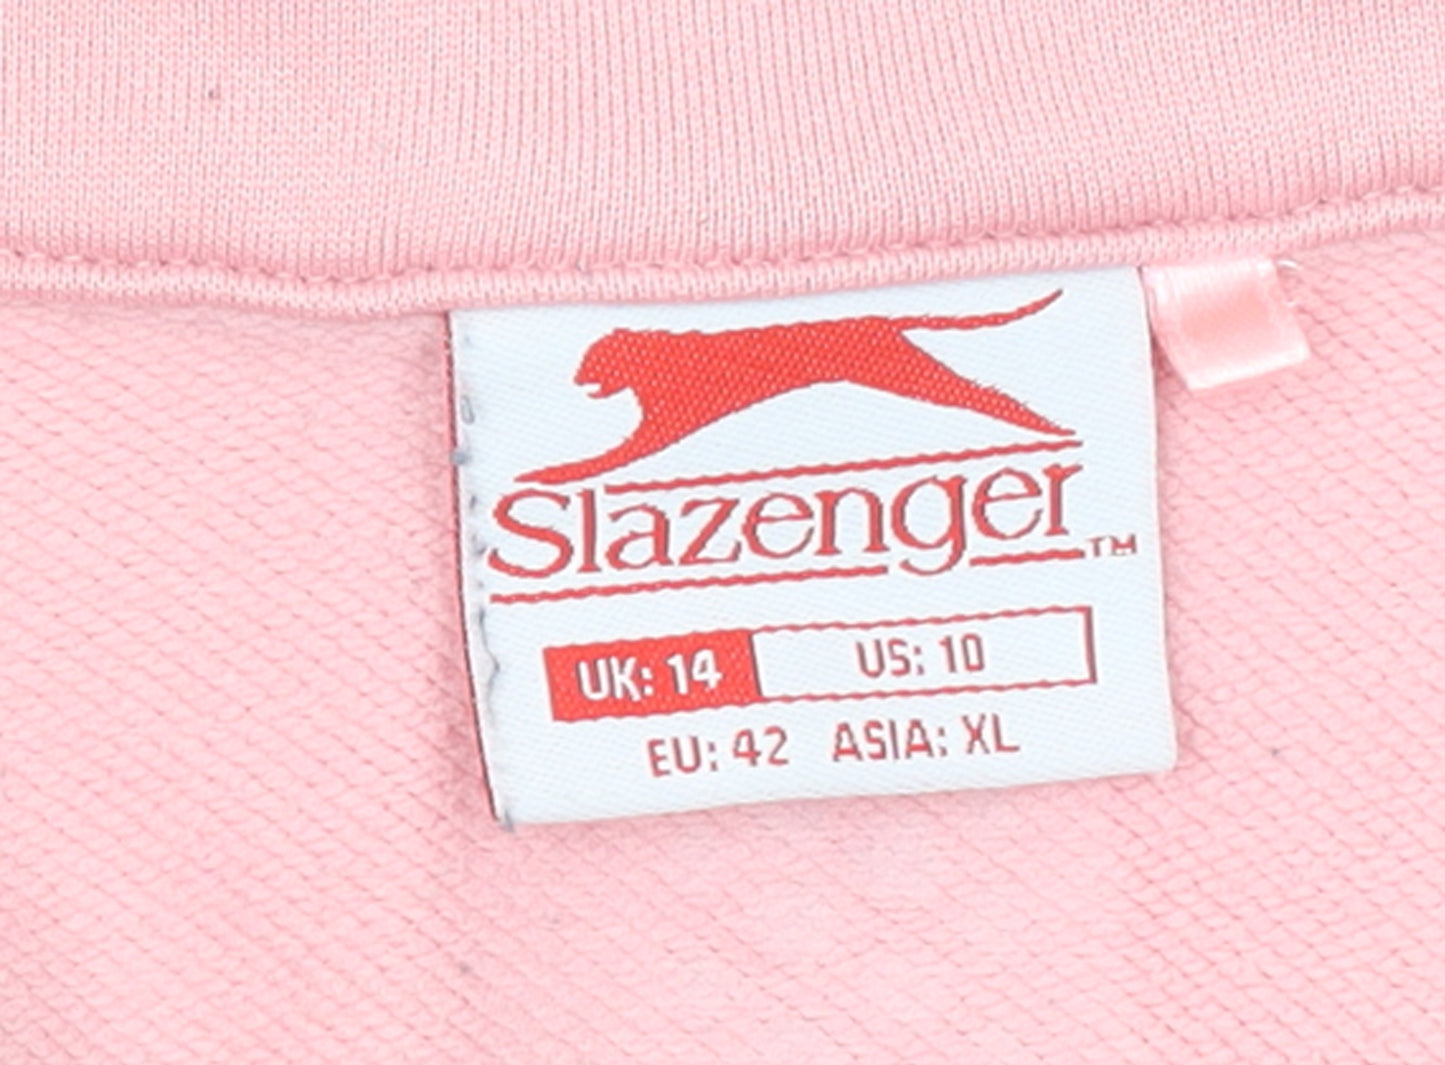 Slazenger™
UK: 14 US: 10
EU: 42 ASIA: XL